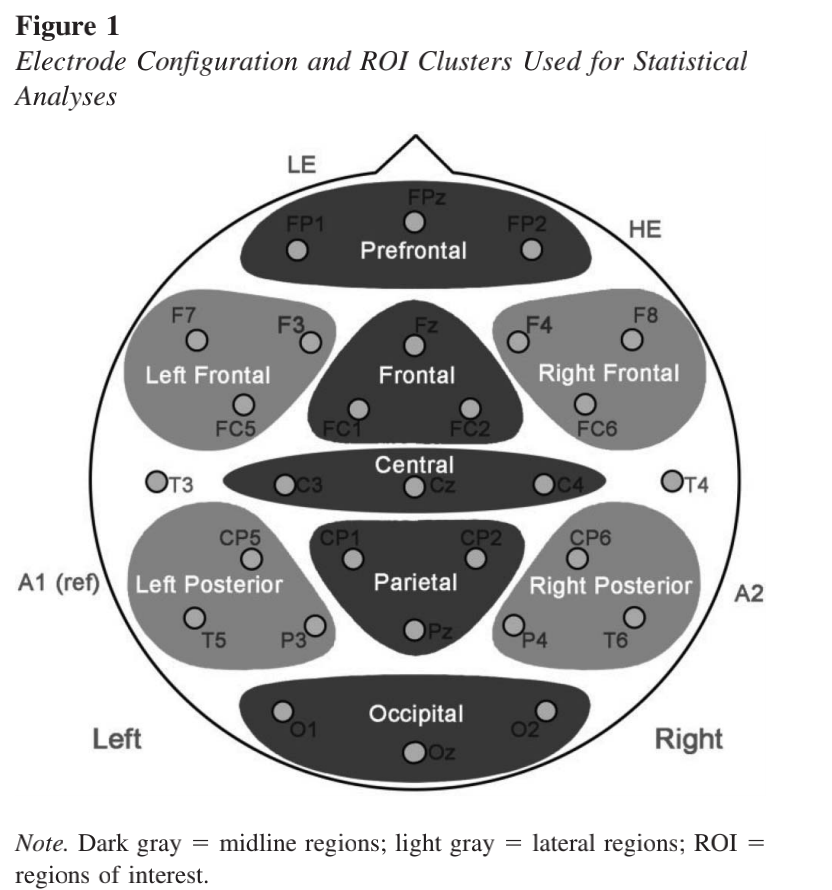 Figure 1
Electrode Configuration and ROI Clusters Used for Statistical
Analyses
LE
FPz
FP1
FP2
HE
Prefrontal
F7
F3
Fz
F4
F8
Left Frontal
Frontal
Right Frontal
FC5
FC1
FC2
FC6
Central
T3
C3
Cz
C4
T4
CP5
CP1
CP2
CP6
A1 (ref)
Left Posterior
Parietal
Right Posterior
A2
T5
P3
Pz
P4
T6
Occipital
O1
O2
Oz
Left
Right
Note. Dark gray = midline regions; light gray = lateral regions; ROI =
regions of interest.